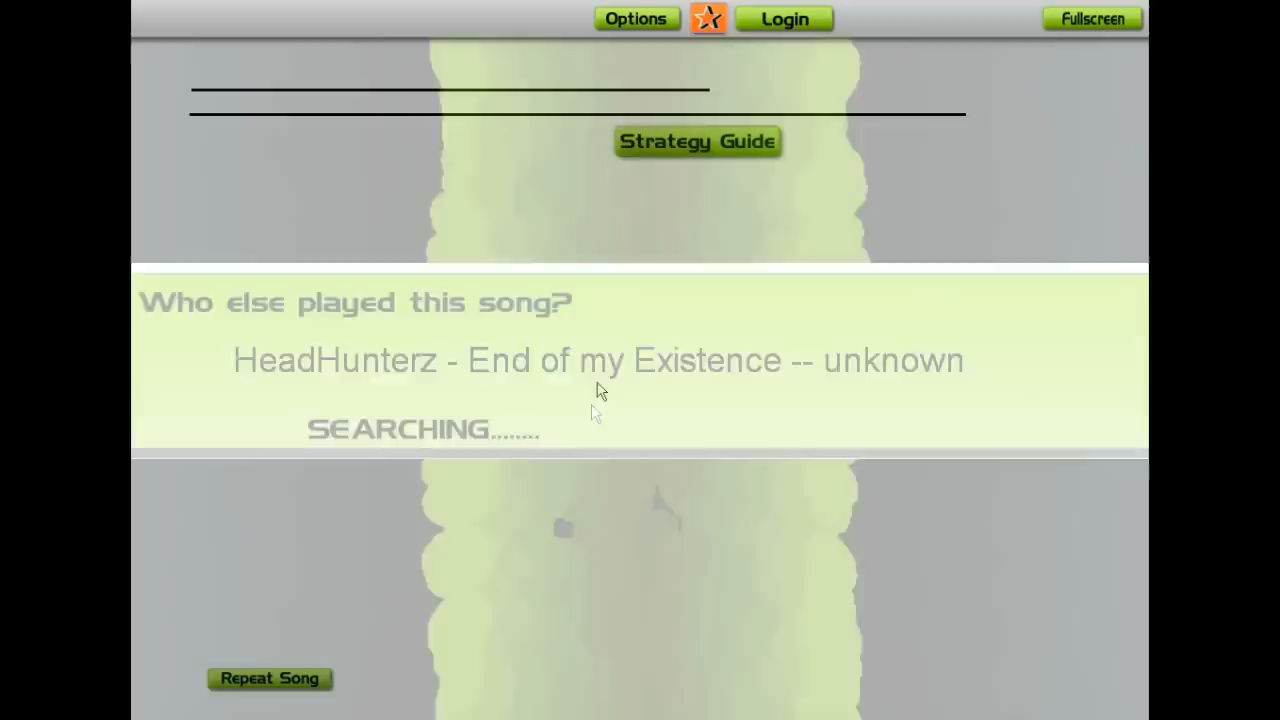 Options
Login
Fullscreen
Strategy Guide
Who else played this song?
HeadHunterz - End of my Existence -- unknown
SEARCHING........
Repeat Song